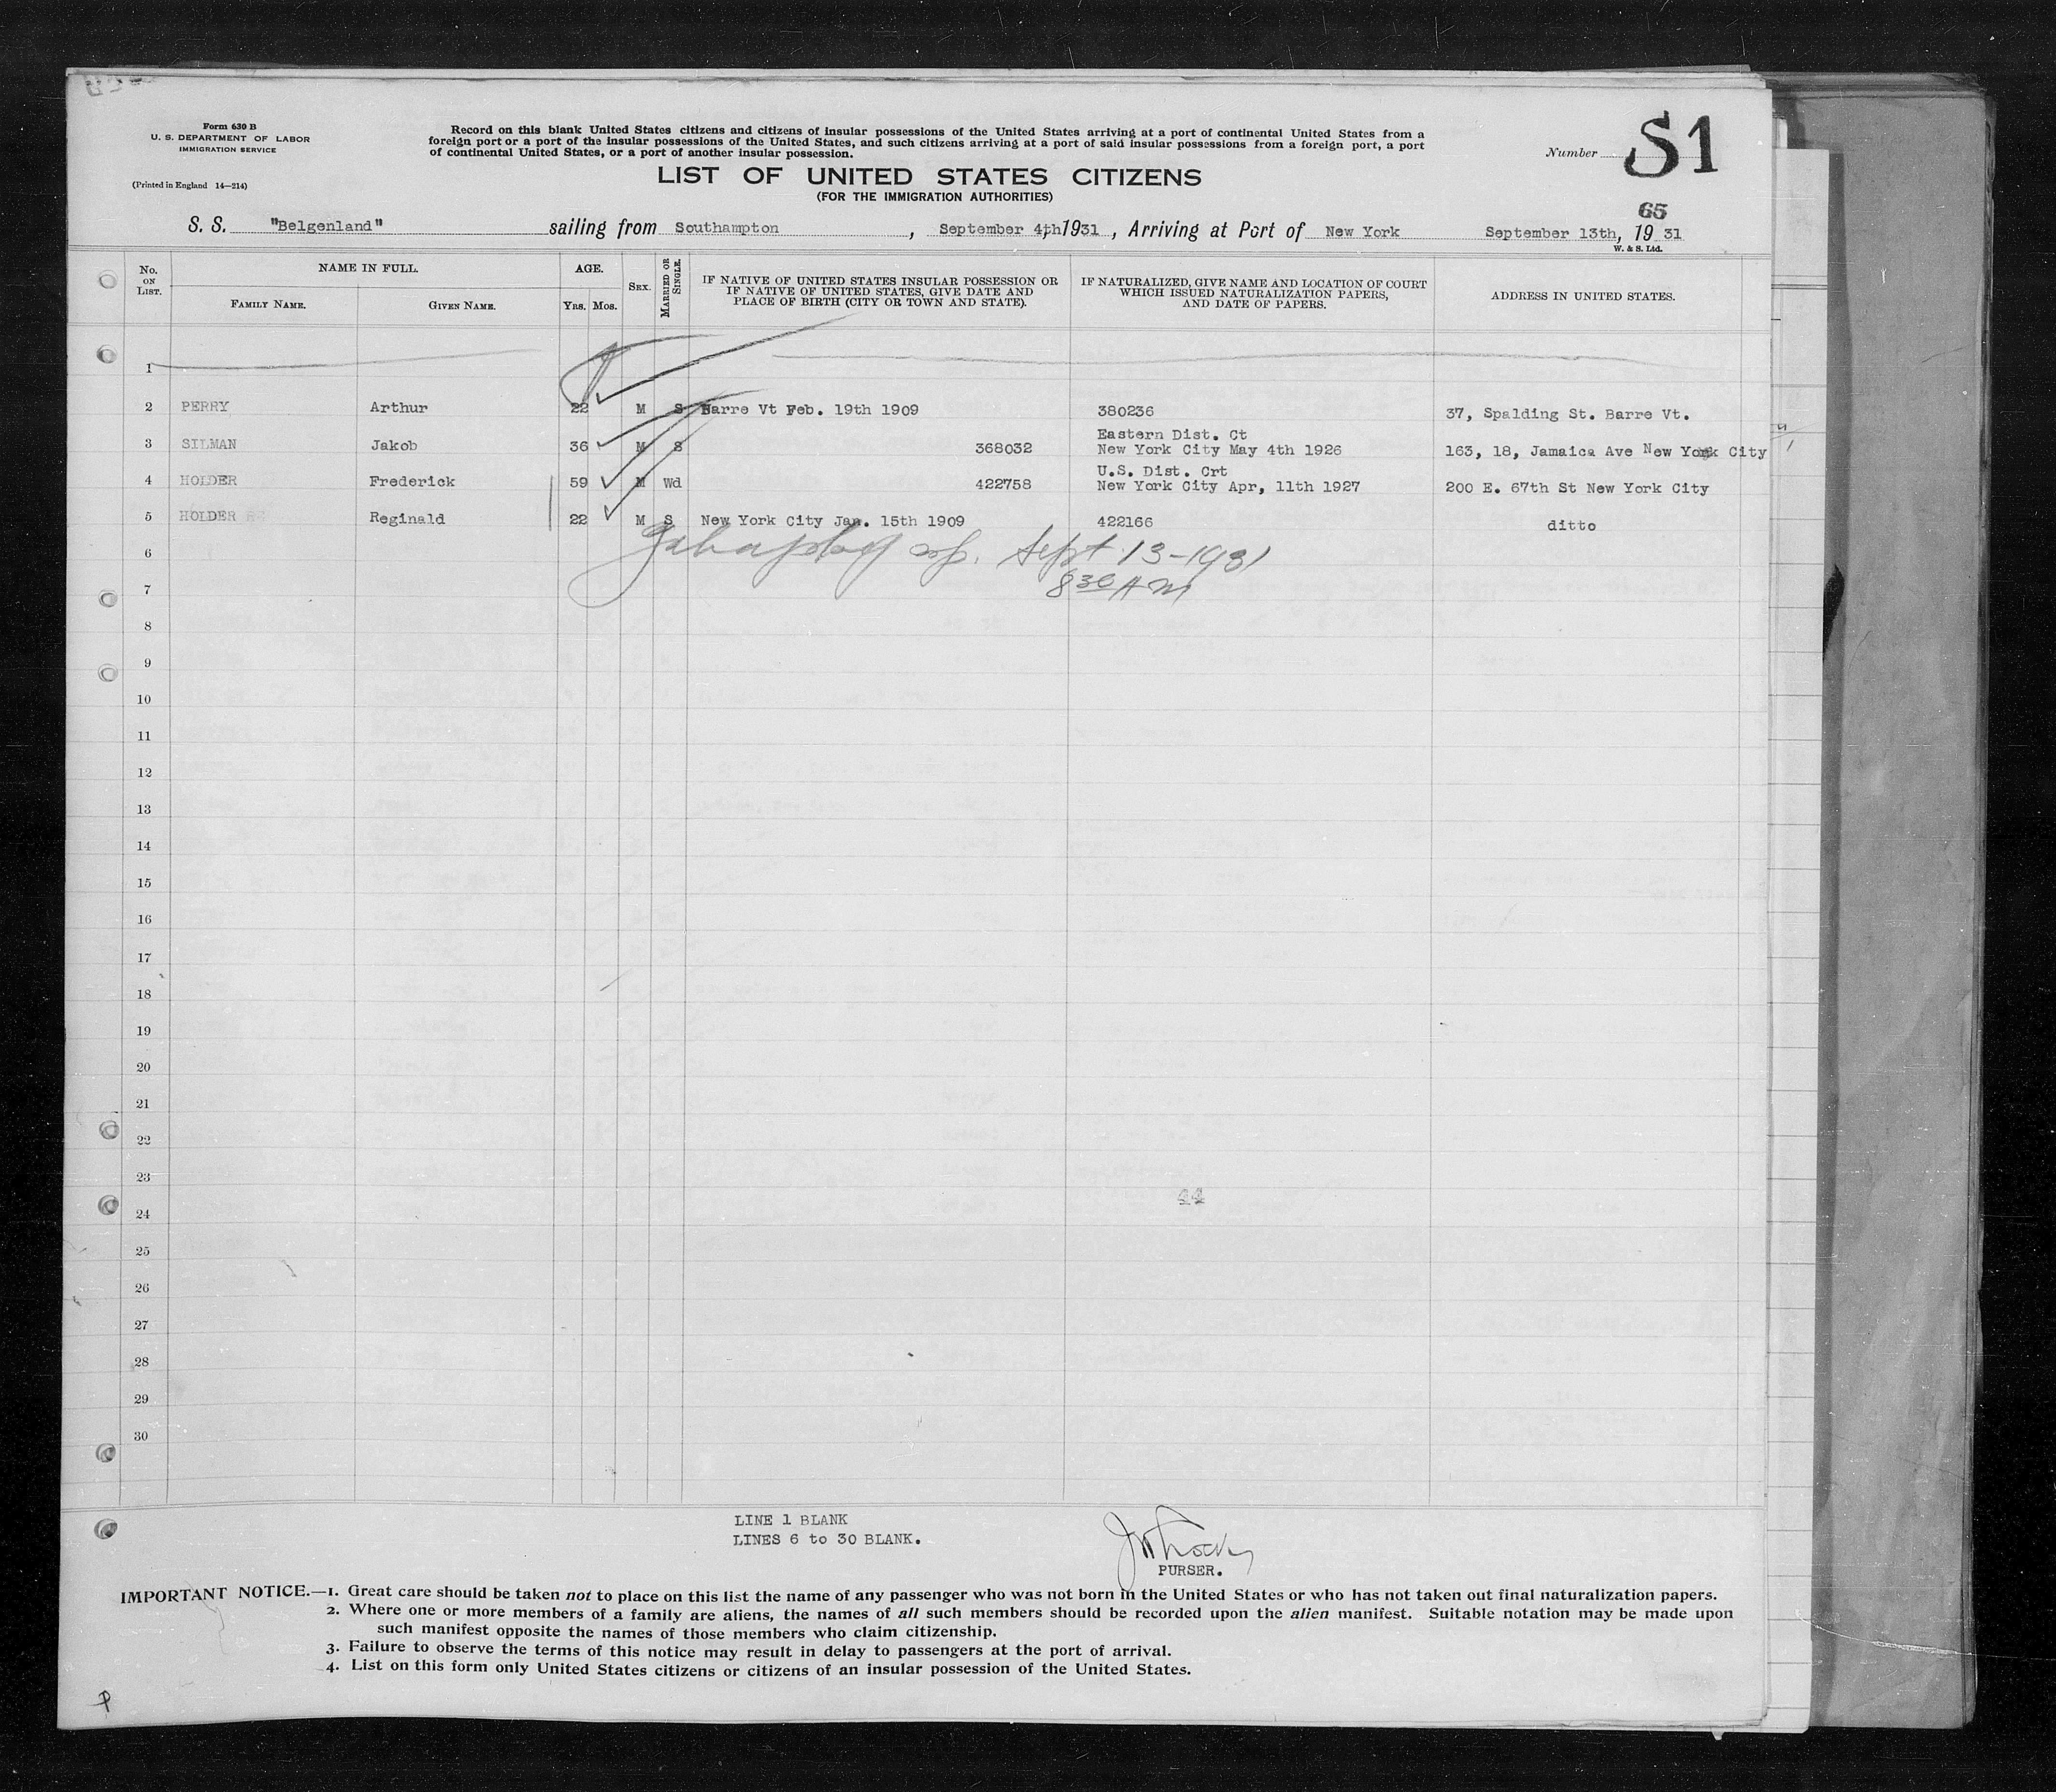 Form 630 B
U. S. DEPARTMENT OF LABOR
IMMIGRATION SERVICE
(Printed in England 14—214)
Record on this blank United States citizens and citizens of insular possessions of the United States arriving at a port of continental United States from a
foreign port or a port of the insular possessions of the United States, and such citizens arriving at a port of said insular possessions from a foreign port, a port
of continental United States, or a port of another insular possession.
Number S1
LIST OF UNITED STATES CITIZENS
(FOR THE IMMIGRATION AUTHORITIES)
65
S. S. "Belgenland" sailing from Southampton, September 4th, 1931, Arriving at Port of New York September 13th, 19 31
W. & S. Ltd.
No. ON LIST. NAME IN FULL. AGE. SEX. MARRIED OR SINGLE. IF NATIVE OF UNITED STATES INSULAR POSSESSION OR IF NATIVE OF UNITED STATES, GIVE DATE AND PLACE OF BIRTH (CITY OR TOWN AND STATE). IF NATURALIZED, GIVE NAME AND LOCATION OF COURT WHICH ISSUED NATURALIZATION PAPERS, AND DATE OF PAPERS. ADDRESS IN UNITED STATES.
FAMILY NAME. GIVEN NAME. YRS. MOS.
1
2 PERRY Arthur 22 M S Barre Vt Feb. 19th 1909 380236 37, Spalding St. Barre Vt.
Eastern Dist. Ct
3 SILMAN Jakob 36 M S 368032 New York City May 4th 1926 163, 18, Jamaica Ave New York City
U.S. Dist. Crt
4 HOLDER Frederick 59 M Wd 422758 New York City Apr, 11th 1927 200 E. 67th St New York City
5 HOLDER Reginald 22 M S New York City Jan. 15th 1909 422166 ditto
6 Sept. 13-1931
7 8 30 AM
8
9
10
11
12
13
14
15
16
17
18
19
20
21
22
23
44
24
25
26
27
28
29
30
LINE 1 BLANK
LINES 6 to 30 BLANK.
PURSER.
IMPORTANT NOTICE.—1. Great care should be taken not to place on this list the name of any passenger who was not born in the United States or who has not taken out final naturalization papers.
2. Where one or more members of a family are aliens, the names of all such members should be recorded upon the alien manifest. Suitable notation may be made upon
such manifest opposite the names of those members who claim citizenship.
3. Failure to observe the terms of this notice may result in delay to passengers at the port of arrival.
4. List on this form only United States citizens or citizens of an insular possession of the United States.